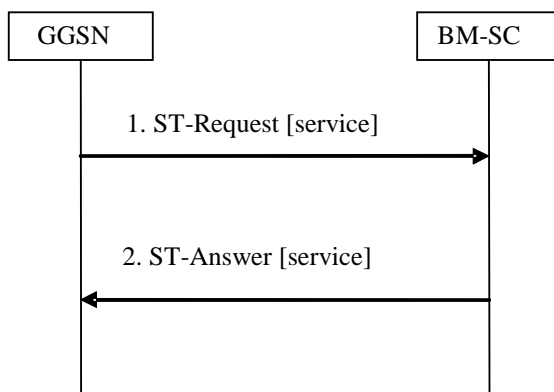 GGSN
BM-SC
1. ST-Request [service]
2. ST-Answer [service]